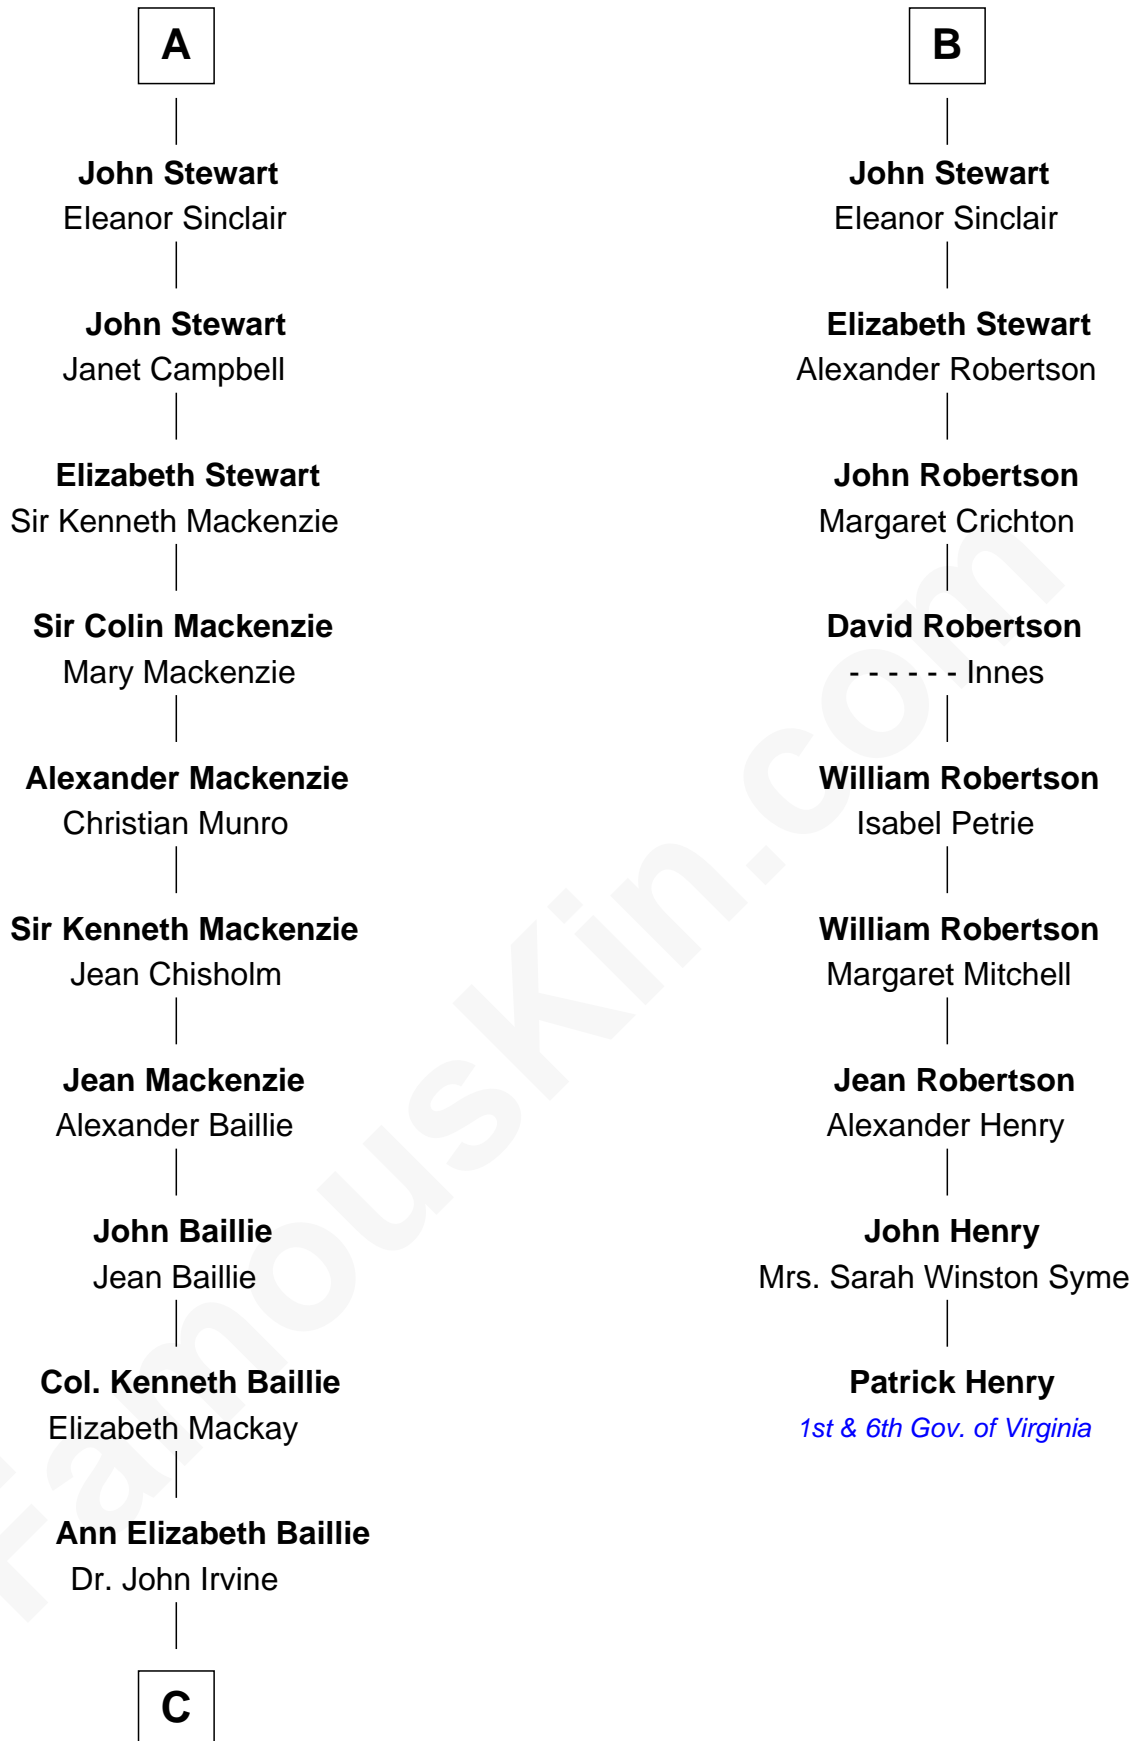 A
John Stewart
Eleanor Sinclair
John Stewart
Janet Campbell
Elizabeth Stewart
Sir Kenneth Mackenzie
Sir Colin Mackenzie
Mary Mackenzie
Alexander Mackenzie
Christian Munro
Sir Kenneth Mackenzie
Jean Chisholm
Jean Mackenzie
Alexander Baillie
John Baillie
Jean Baillie
Col. Kenneth Baillie
Elizabeth Mackay
Ann Elizabeth Baillie
Dr. John Irvine
C
B
John Stewart
Eleanor Sinclair
Elizabeth Stewart
Alexander Robertson
John Robertson
Margaret Crichton
David Robertson
- - - - - - Innes
William Robertson
Isabel Petrie
William Robertson
Margaret Mitchell
Jean Robertson
Alexander Henry
John Henry
Mrs. Sarah Winston Syme
Patrick Henry
1st & 6th Gov. of Virginia
FamousKin.com